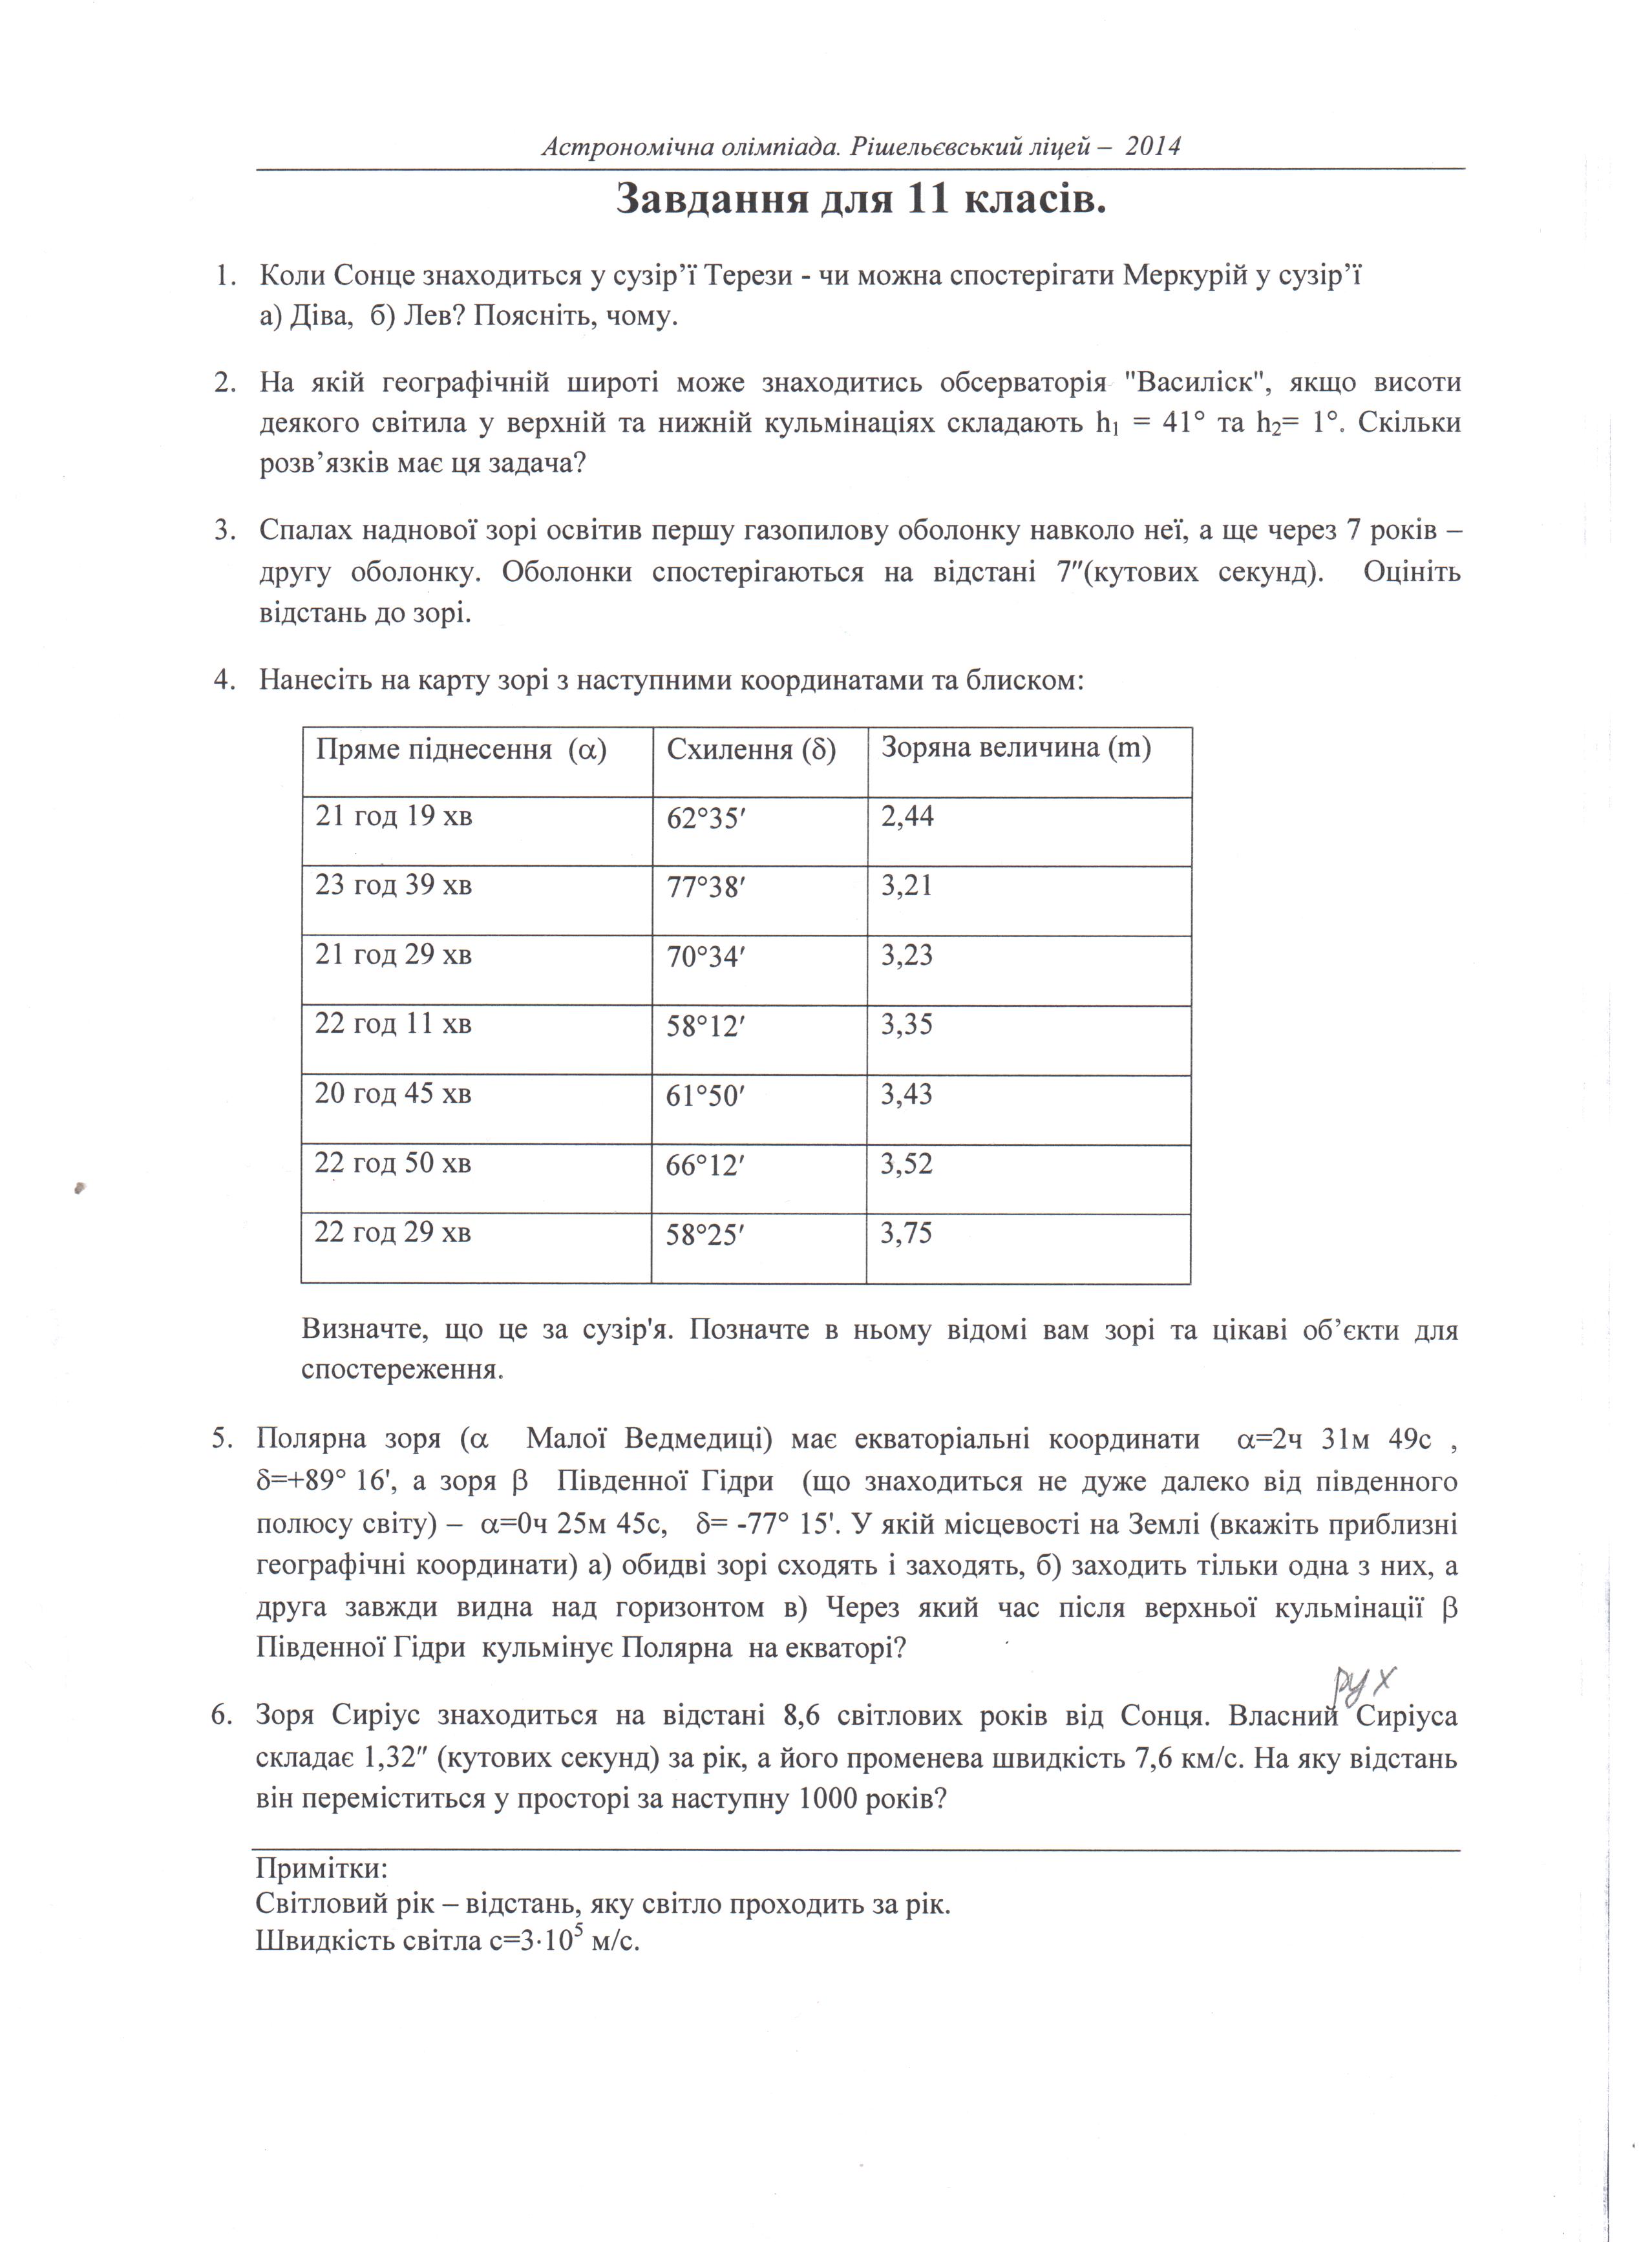 Астрономічна олімпіада. Рішельєвський ліцей – 2014
Завдання для 11 класів.
1. Коли Сонце знаходиться у сузір’ї Терези - чи можна спостерігати Меркурій у сузір’ї
а) Діва, б) Лев? Поясніть, чому.
2. На якій географічній широті може знаходитись обсерваторія "Василіск", якщо висоти
деякого світила у верхній та нижній кульмінаціях складають h₁ = 41° та h₂= 1°. Скільки
розв’язків має ця задача?
3. Спалах наднової зорі освітив першу газопилову оболонку навколо неї, а ще через 7 років –
другу оболонку. Оболонки спостерігаються на відстані 7″(кутових секунд). Оцініть
відстань до зорі.
4. Нанесіть на карту зорі з наступними координатами та блиском:
Пряме піднесення (α) Схилення (δ) Зоряна величина (m)
21 год 19 хв 62°35′ 2,44
23 год 39 хв 77°38′ 3,21
21 год 29 хв 70°34′ 3,23
22 год 11 хв 58°12′ 3,35
20 год 45 хв 61°50′ 3,43
22 год 50 хв 66°12′ 3,52
22 год 29 хв 58°25′ 3,75
Визначте, що це за сузір'я. Позначте в ньому відомі вам зорі та цікаві об’єкти для
спостереження.
5. Полярна зоря (α Малої Ведмедиці) має екваторіальні координати α=2ч 31м 49с ,
δ=+89° 16', а зоря β Південної Гідри (що знаходиться не дуже далеко від південного
полюсу світу) – α=0ч 25м 45с, δ= -77° 15'. У якій місцевості на Землі (вкажіть приблизні
географічні координати) а) обидві зорі сходять і заходять, б) заходить тільки одна з них, а
друга завжди видна над горизонтом в) Через який час після верхньої кульмінації β
Південної Гідри кульмінує Полярна на екваторі?
рух
6. Зоря Сиріус знаходиться на відстані 8,6 світлових років від Сонця. Власний Сиріуса
складає 1,32″ (кутових секунд) за рік, а його променева швидкість 7,6 км/с. На яку відстань
він переміститься у просторі за наступну 1000 років?
Примітки:
Світловий рік – відстань, яку світло проходить за рік.
Швидкість світла с=3·10⁵ м/с.